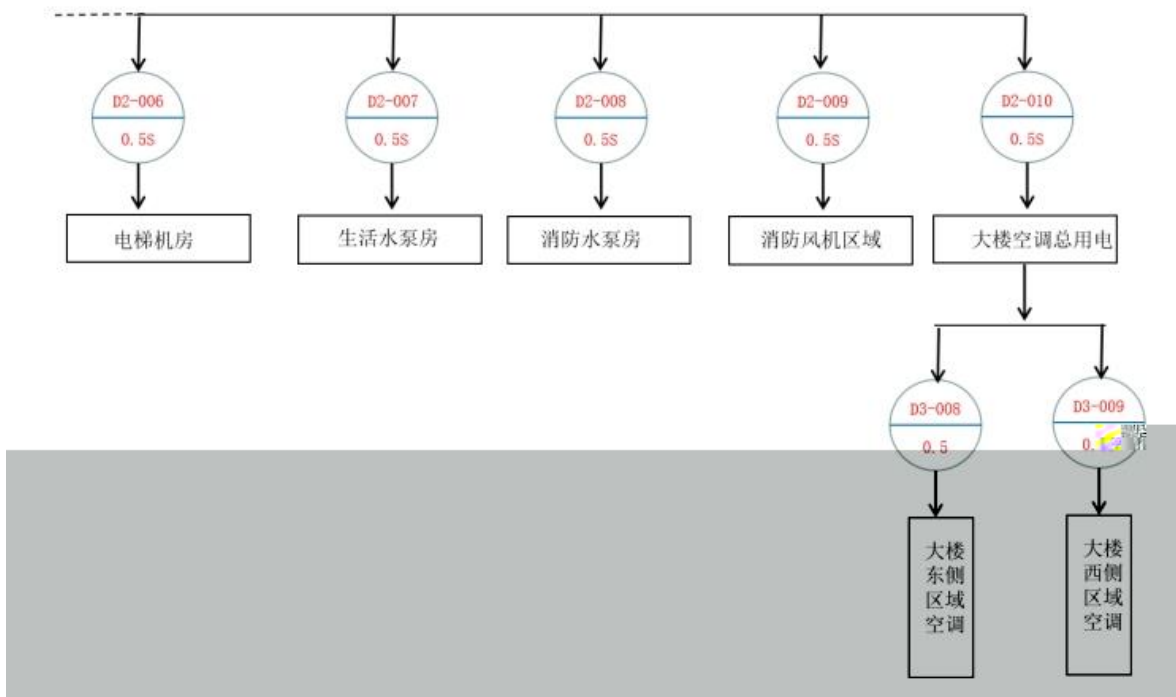 D2-006
0.5S
D2-007
0.5S
D2-008
0.5S
D2-009
0.5S
D2-010
0.5S
电梯机房
生活水泵房
消防水泵房
消防风机区域
大楼空调总用电
D3-008
0.5
D3-009
大楼
东侧
区域
空调
大楼
西侧
区域
空调